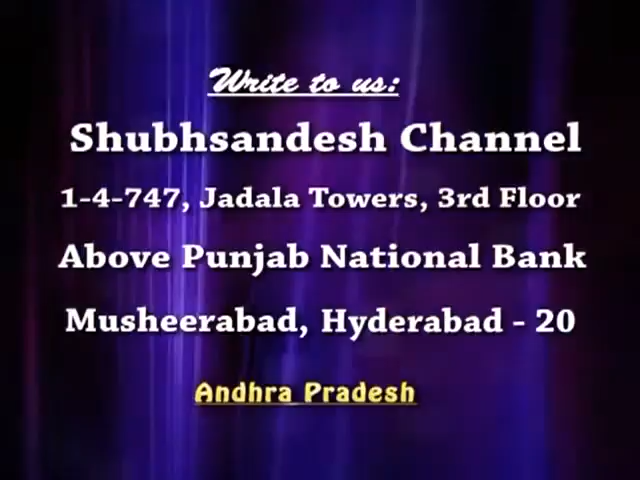 Write to us:
Shubhsandesh Channel
1-4-747, Jadala Towers, 3rd Floor
Above Punjab National Bank
Musheerabad, Hyderabad - 20
Andhra Pradesh